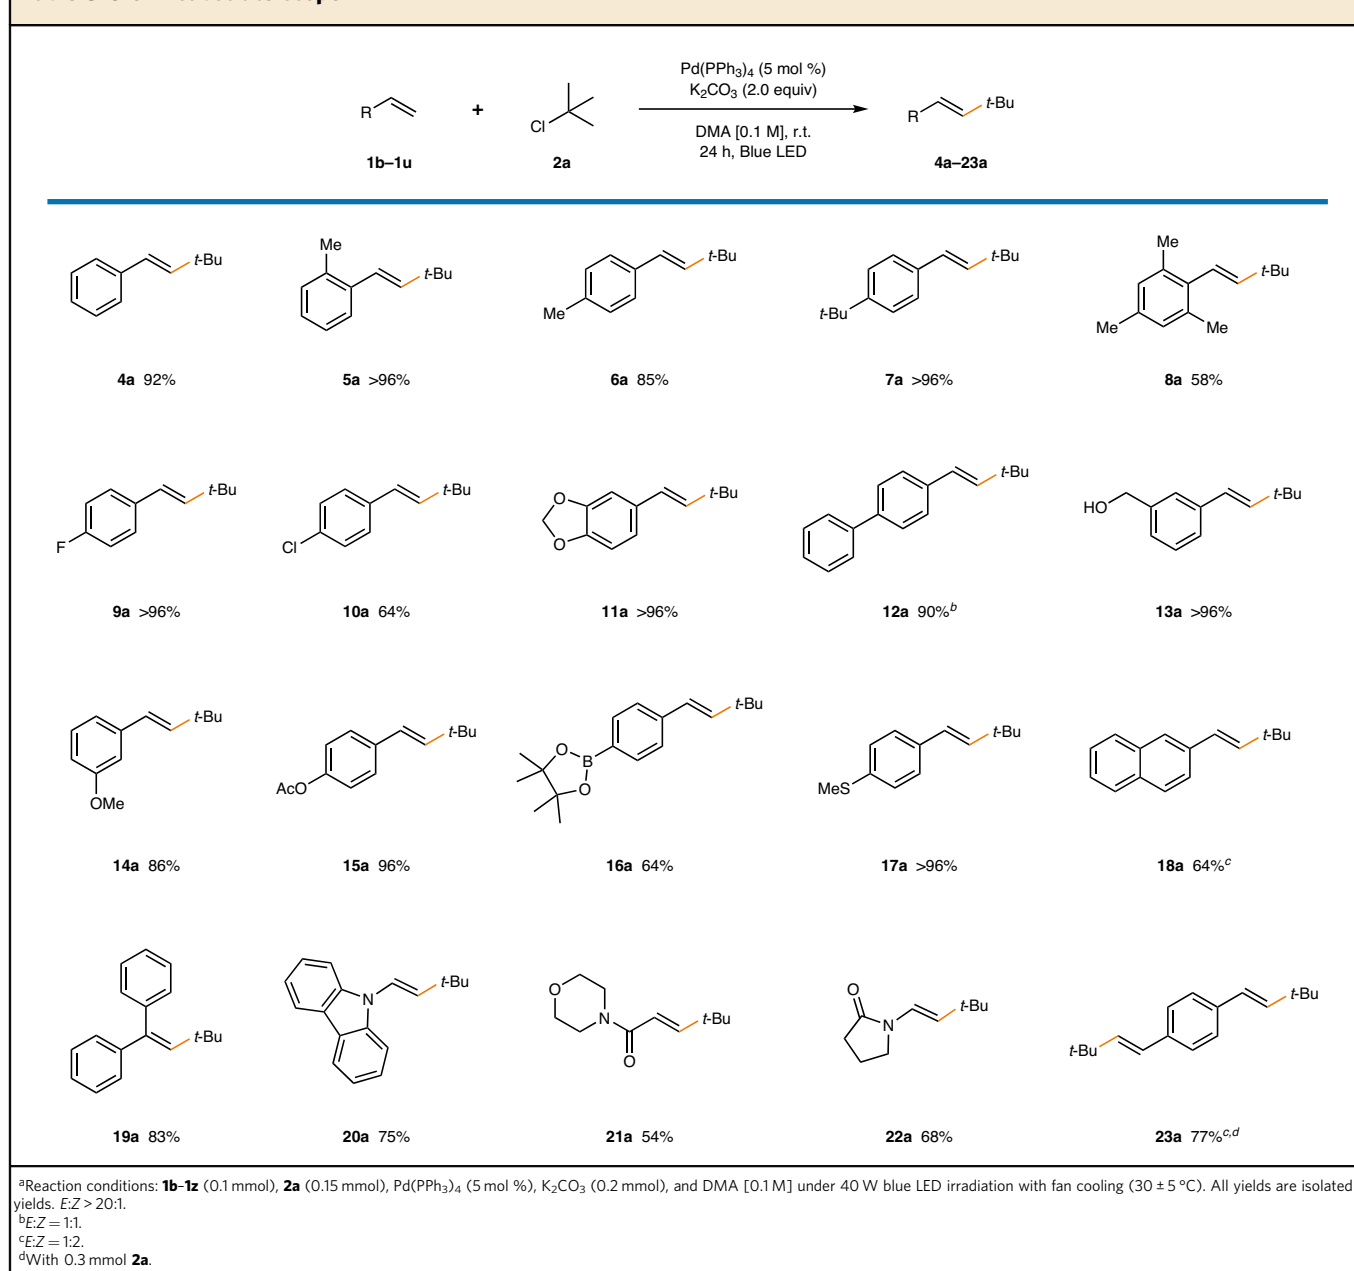 Pd(PPh3)4 (5 mol %)
K2CO3 (2.0 equiv)
R
+
Cl
R
t-Bu
DMA [0.1 M], r.t.
24 h, Blue LED
1b–1u
2a
4a–23a
t-Bu
Me
t-Bu
Me
t-Bu
t-Bu
t-Bu
Me
Me
Me
t-Bu
4a 92%
5a >96%
6a 85%
7a >96%
8a 58%
F
t-Bu
Cl
t-Bu
O
O
t-Bu
t-Bu
HO
t-Bu
9a >96%
10a 64%
11a >96%
12a 90%b
13a >96%
OMe
t-Bu
AcO
t-Bu
O
B
O
t-Bu
MeS
t-Bu
t-Bu
14a 86%
15a 96%
16a 64%
17a >96%
18a 64%c
t-Bu
N
t-Bu
O
N
O
t-Bu
O
N
t-Bu
t-Bu
t-Bu
19a 83%
20a 75%
21a 54%
22a 68%
23a 77%c,d
aReaction conditions: 1b–1z (0.1 mmol), 2a (0.15 mmol), Pd(PPh3)4 (5 mol %), K2CO3 (0.2 mmol), and DMA [0.1 M] under 40 W blue LED irradiation with fan cooling (30 ± 5 °C). All yields are isolated
yields. E:Z > 20:1.
bE:Z = 1:1.
cE:Z = 1:2.
dWith 0.3 mmol 2a.